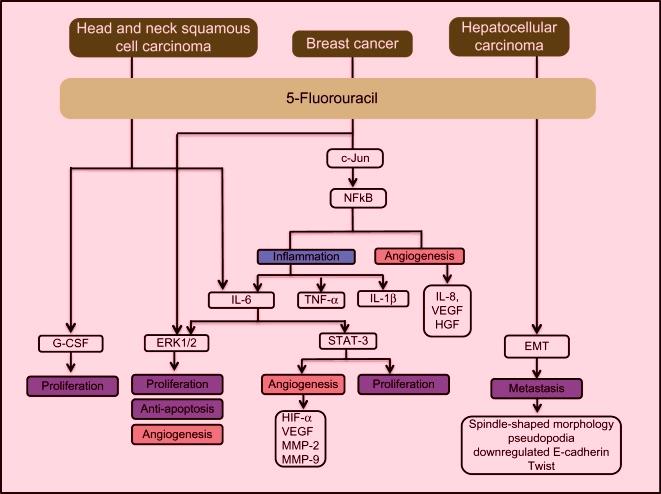 Head and neck squamous
cell carcinoma
Breast cancer
Hepatocellular
carcinoma
5-Fluorouracil
c-Jun
NFkB
Inflammation
Angiogenesis
IL-6
TNF-α
IL-1β
IL-8,
VEGF
HGF
G-CSF
ERK1/2
STAT-3
EMT
Proliferation
Proliferation
Anti-apoptosis
Angiogenesis
Angiogenesis
Proliferation
Metastasis
HIF-α
VEGF
MMP-2
MMP-9
Spindle-shaped morphology
pseudopodia
downregulated E-cadherin
Twist